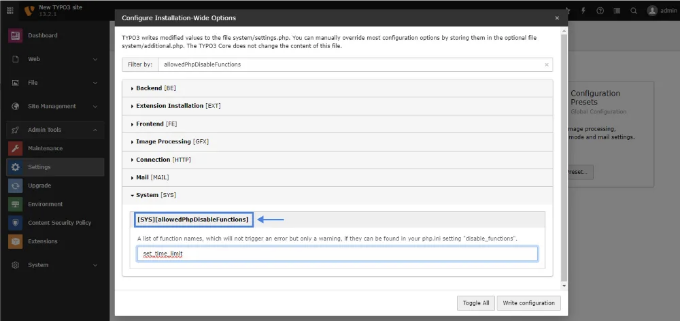 New TYPO3 site
13.2.1
admin
Dashboard
Web
File
Site Management
Admin Tools
Maintenance
Settings
Upgrade
Environment
Content Security Policy
Extensions
System
Configure Installation-Wide Options
TYPO3 writes modified values to the file system/settings.php. You can manually override most configuration options by storing them in the optional file
system/additional.php. The TYPO3 Core does not change the content of this file.
Filter by: allowedPhpDisableFunctions
Backend [BE]
Extension Installation [EXT]
Frontend [FE]
Image Processing [GFX]
Connection [HTTP]
Mail [MAIL]
System [SYS]
[SYS][allowedPhpDisableFunctions]
A list of function names, which will not trigger an error but only a warning, if they can be found in your php.ini setting "disable_functions".
set_time_limit
Toggle All
Write configuration
Configuration
Presets
Global Configuration
image processing,
mode and mail settings.
Preset...